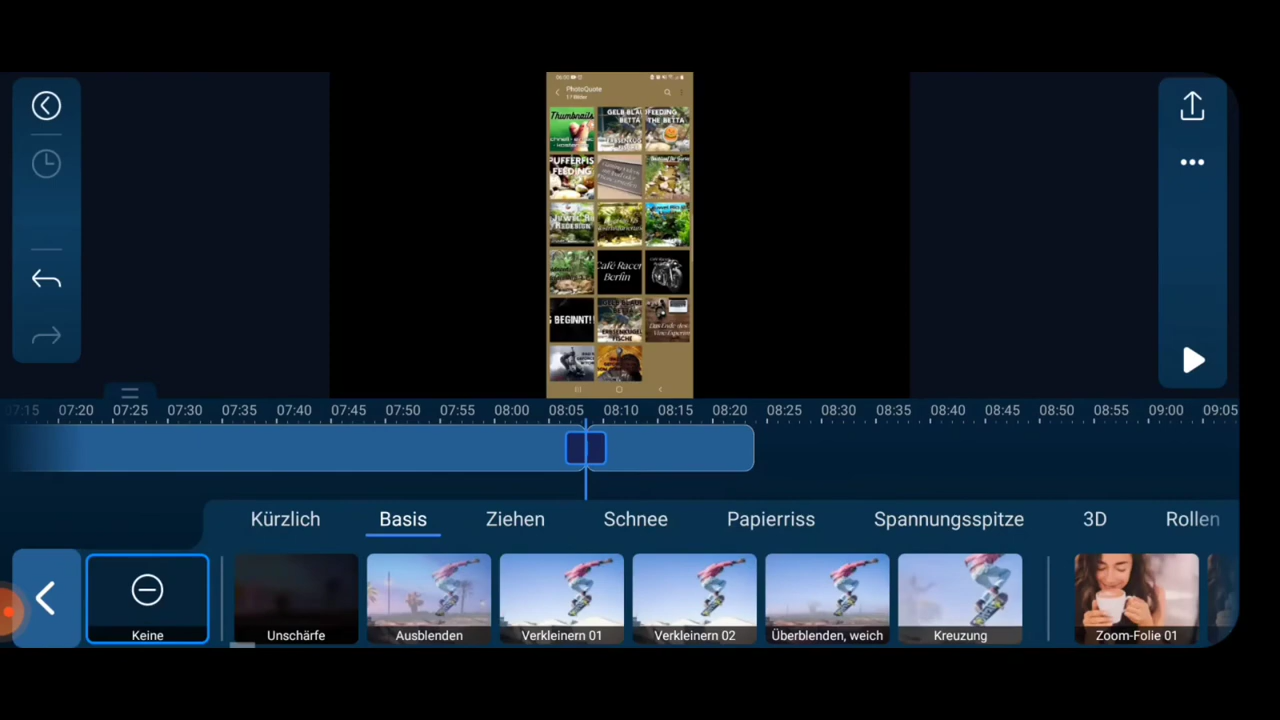 PhotoQuote
Thumbnails
GELB BLAU
BETTA
FEEDING
THE BETTA
PUFFERFIS
FEEDING
Café Racer
Berlin
G BEGINNT!
07:15 07:20 07:25 07:30 07:35 07:40 07:45 07:50 07:55 08:00 08:05 08:10 08:15 08:20 08:25 08:30 08:35 08:40 08:45 08:50 08:55 09:00 09:05
Kürzlich Basis Ziehen Schnee Papierriss Spannungsspitze 3D Rollen
Keine Unschärfe Ausblenden Verkleinern 01 Verkleinern 02 Überblenden, weich Kreuzung Zoom-Folie 01